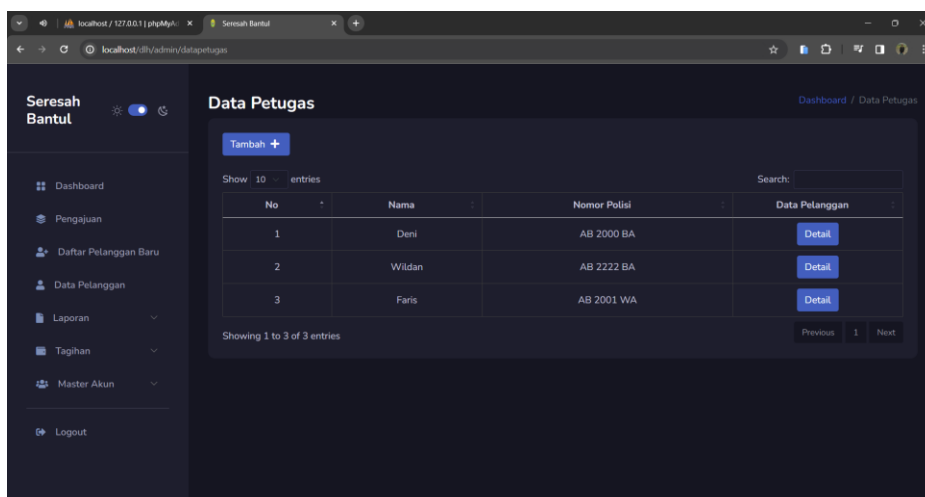 localhost / 127.0.0.1 | phpMyAd
Seresah Bantul
localhost/dlh/admin/datapetugas
Seresah
Bantul
Dashboard
Pengajuan
Daftar Pelanggan Baru
Data Pelanggan
Laporan
Tagihan
Master Akun
Logout
Data Petugas
Dashboard / Data Petugas
Tambah +
Show 10 entries
Search:
No Nama Nomor Polisi Data Pelanggan
1 Deni AB 2000 BA Detail
2 Wildan AB 2222 BA Detail
3 Faris AB 2001 WA Detail
Showing 1 to 3 of 3 entries
Previous 1 Next